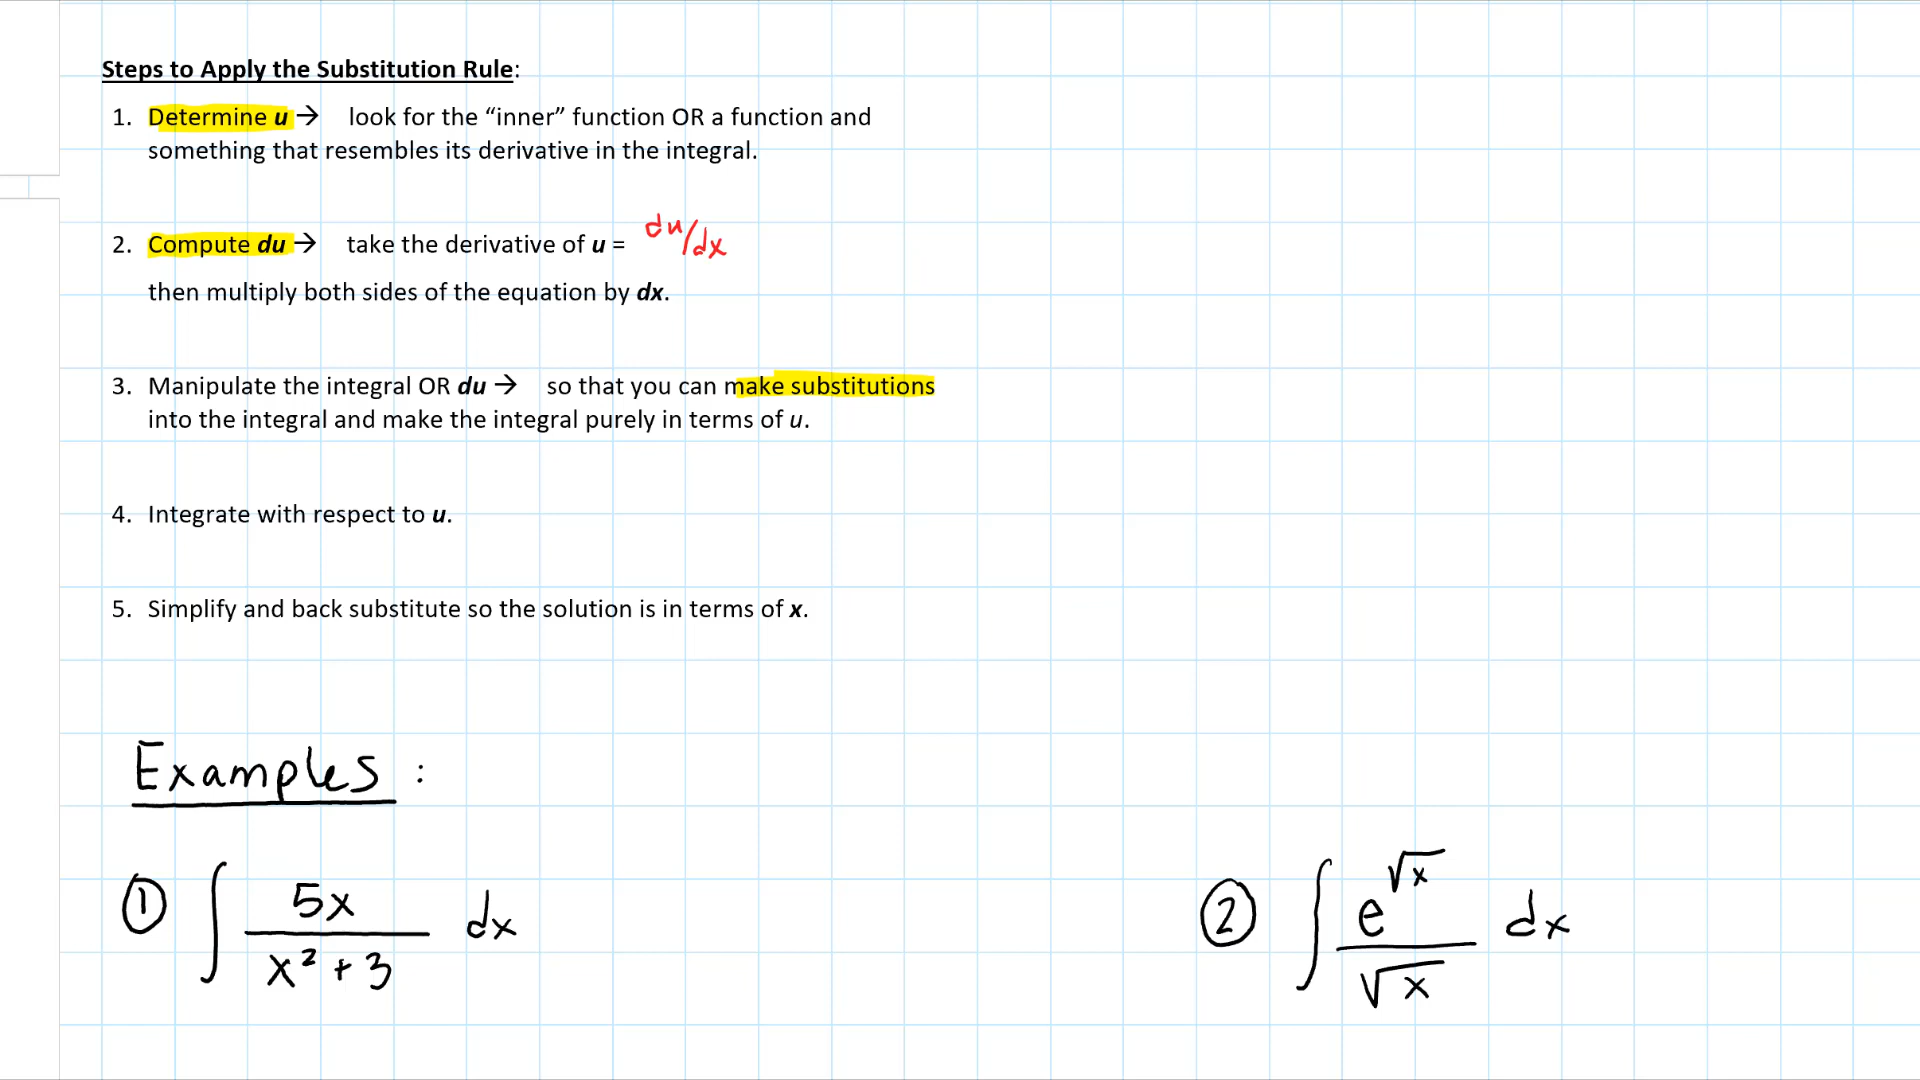 Steps to Apply the Substitution Rule:
1. Determine u → look for the “inner” function OR a function and
something that resembles its derivative in the integral.
2. Compute du → take the derivative of u = du/dx
then multiply both sides of the equation by dx.
3. Manipulate the integral OR du → so that you can make substitutions
into the integral and make the integral purely in terms of u.
4. Integrate with respect to u.
5. Simplify and back substitute so the solution is in terms of x.
Examples :
① ∫ 5x / (x² + 3) dx
② ∫ e^√x / √x dx